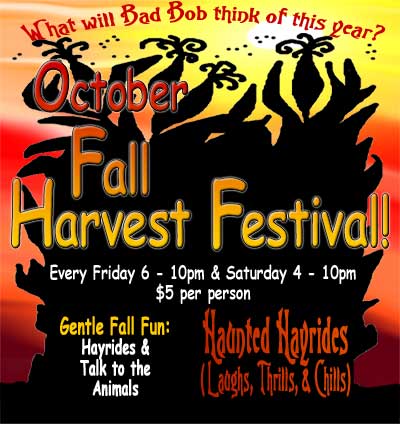 What will Bad Bob think of this year?
October
Fall
Harvest Festival!
Every Friday 6 - 10pm & Saturday 4 - 10pm
$5 per person
Gentle Fall Fun:
Hayrides &
Talk to the
Animals
Haunted Hayrides
(Laughs, Thrills, & Chills)